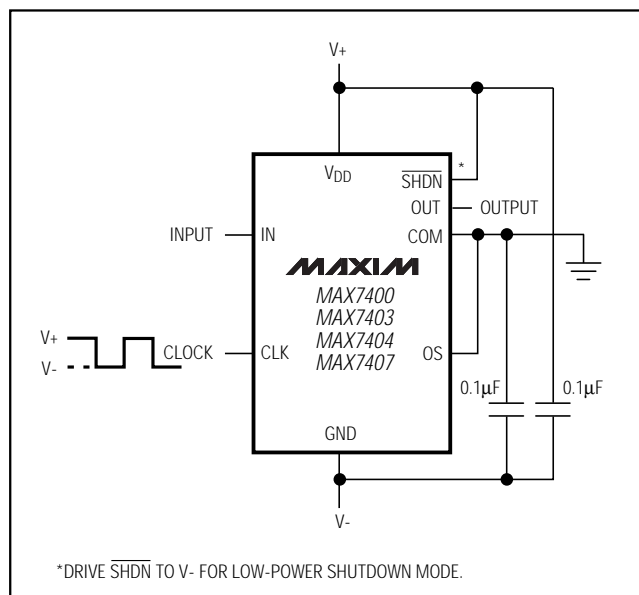 V+
VDD
*
SHDN
OUT OUTPUT
INPUT IN
COM
MAXIM
MAX7400
MAX7403
MAX7404
MAX7407
V+
V-
CLOCK CLK
OS
0.1µF 0.1µF
GND
V-
*DRIVE SHDN TO V- FOR LOW-POWER SHUTDOWN MODE.